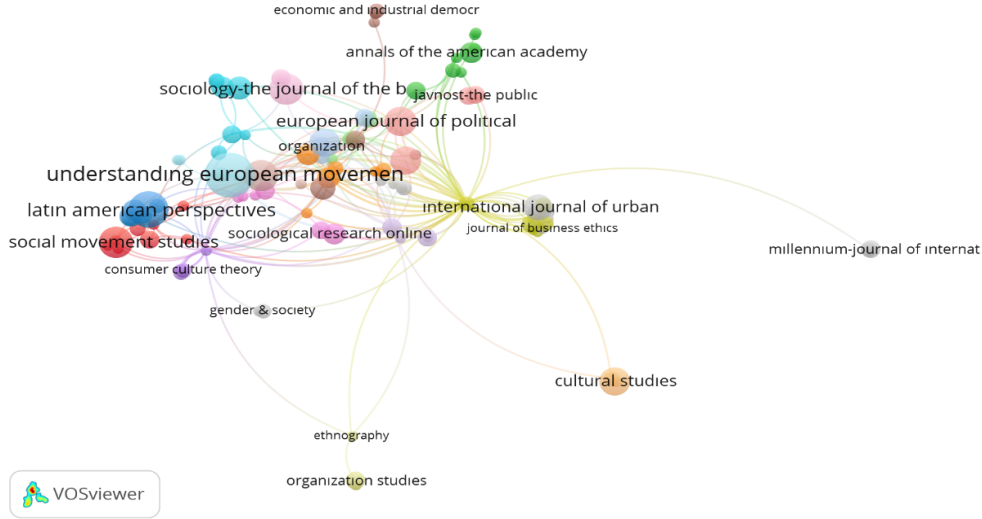 economic and industrial democr
annals of the american academy
sociology-the journal of the b
javnost-the public
european journal of political
organization
understanding european movemen
latin american perspectives
international journal of urban
journal of business ethics
sociological research online
social movement studies
millennium-journal of internat
consumer culture theory
gender & society
cultural studies
ethnography
organization studies
VOSviewer